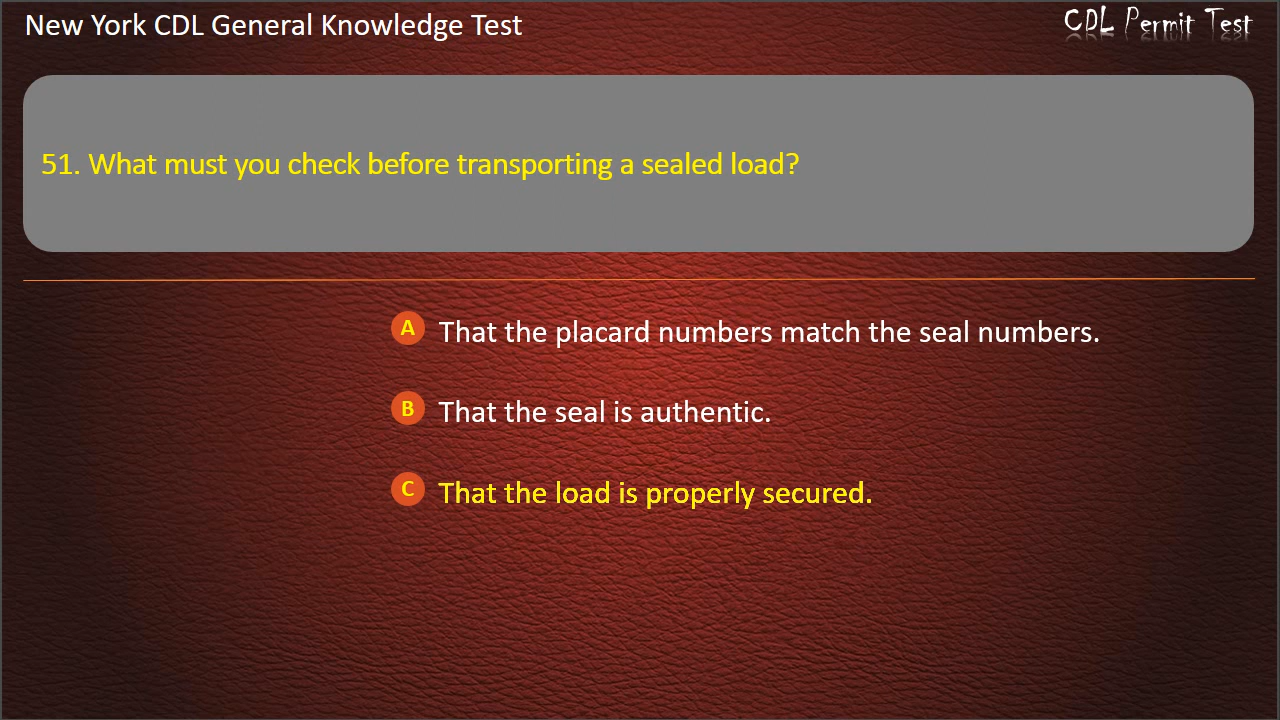 New York CDL General Knowledge Test
CDL Permit Test
51. What must you check before transporting a sealed load?
A That the placard numbers match the seal numbers.
B That the seal is authentic.
C That the load is properly secured.